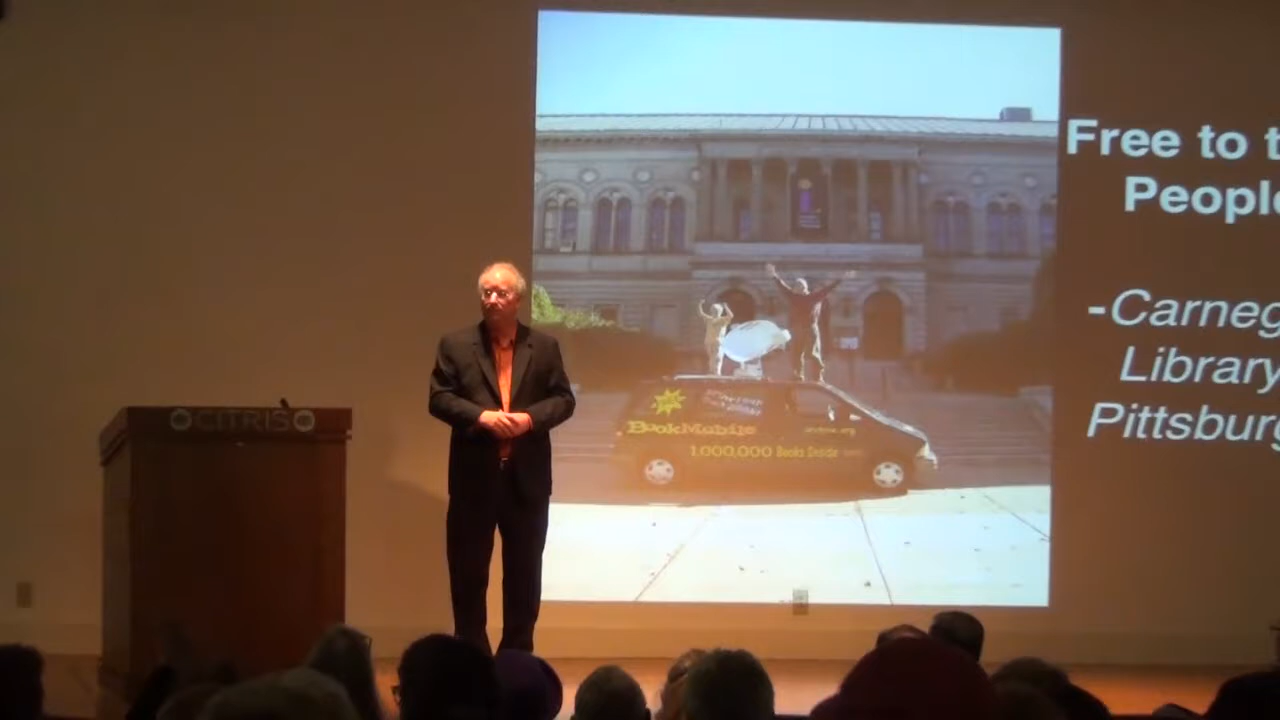 Free to t
People
-Carneg
Library
Pittsburg
BookMobile
1,000,000 Books Inside
CITRIS